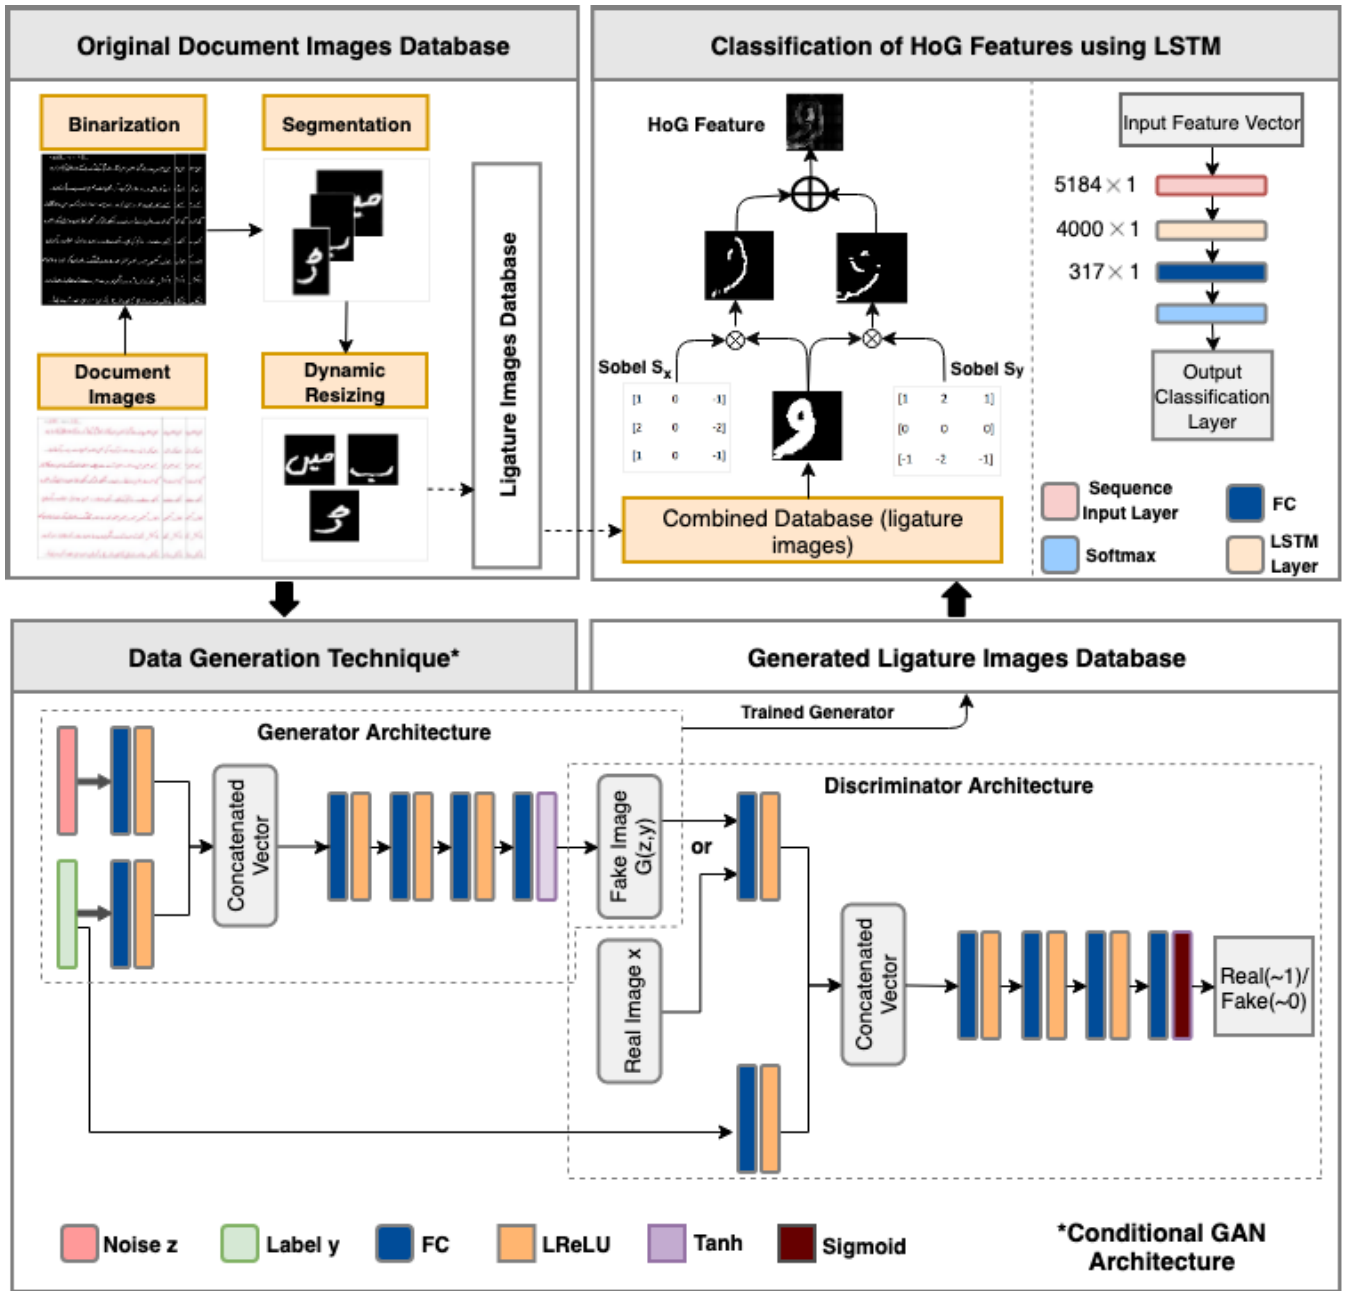 Original Document Images Database
Binarization
Segmentation
میں
ب
Document
Images
Dynamic
Resizing
میں
ب
Ligature Images Database
Classification of HoG Features using LSTM
HoG Feature
Sobel Sx
[1 0 -1]
[2 0 -2]
[1 0 -1]
و
Sobel Sy
[1 2 1]
[0 0 0]
[-1 -2 -1]
Combined Database (ligature
images)
Input Feature Vector
5184 × 1
4000 × 1
317 × 1
Output
Classification
Layer
Sequence
Input Layer
FC
Softmax
LSTM
Layer
Data Generation Technique*
Generated Ligature Images Database
Generator Architecture
Trained Generator
Concatenated
Vector
Fake Image
G(z,y)
or
Real Image x
Discriminator Architecture
Concatenated
Vector
Real(~1)/
Fake(~0)
Noise z
Label y
FC
LReLU
Tanh
Sigmoid
*Conditional GAN
Architecture